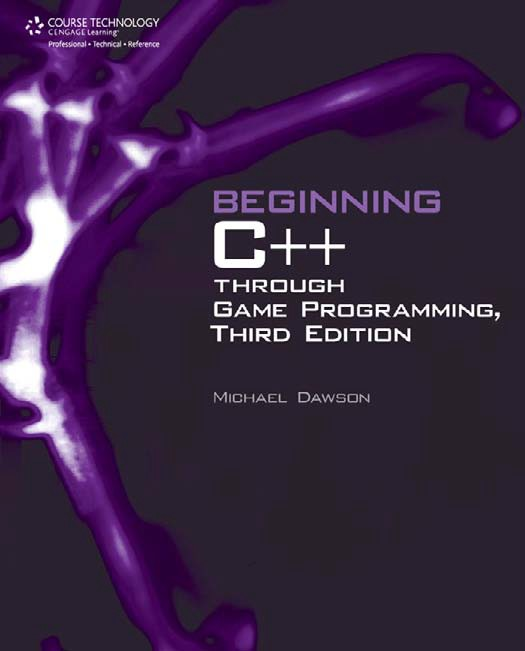 COURSE TECHNOLOGY
CENGAGE Learning®
Professional • Technical • Reference
BEGINNING
C++
THROUGH
GAME PROGRAMMING,
THIRD EDITION
MICHAEL DAWSON